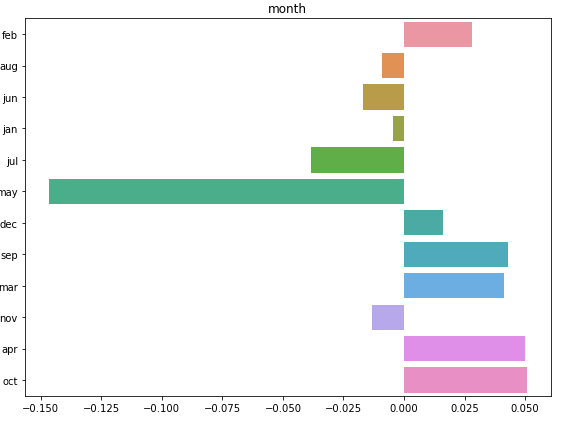 month
feb
aug
jun
jan
jul
may
dec
sep
mar
nov
apr
oct
−0.150 −0.125 −0.100 −0.075 −0.050 −0.025 0.000 0.025 0.050